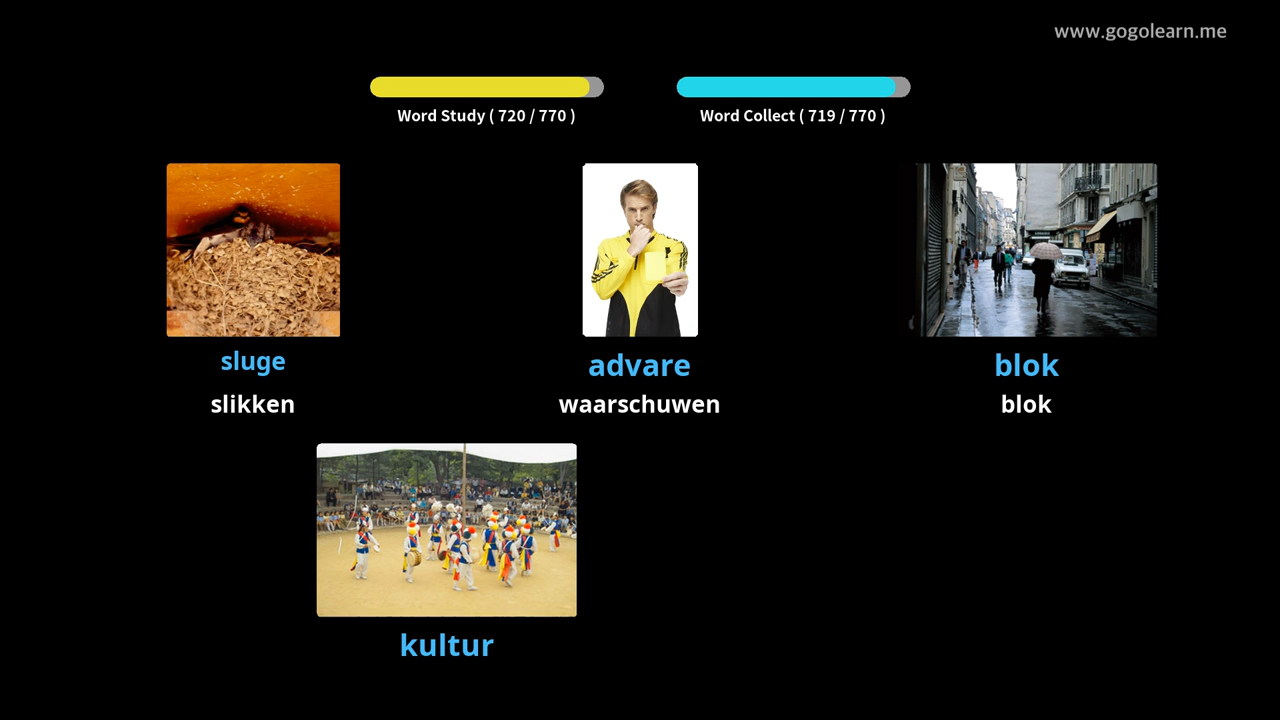 www.gogolearn.me
Word Study ( 720 / 770 )
Word Collect ( 719 / 770 )
sluge
advare
blok
slikken
waarschuwen
blok
kultur